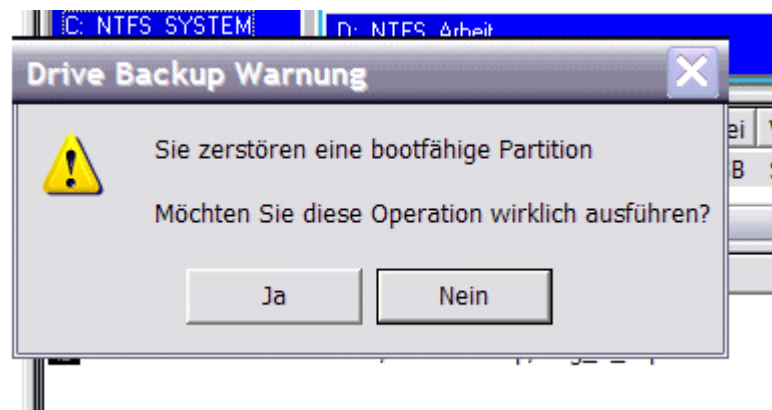 C: NTFS SYSTEM
D: NTFS Arbeit
Drive Backup Warnung
Sie zerstören eine bootfähige Partition
Möchten Sie diese Operation wirklich ausführen?
Ja
Nein